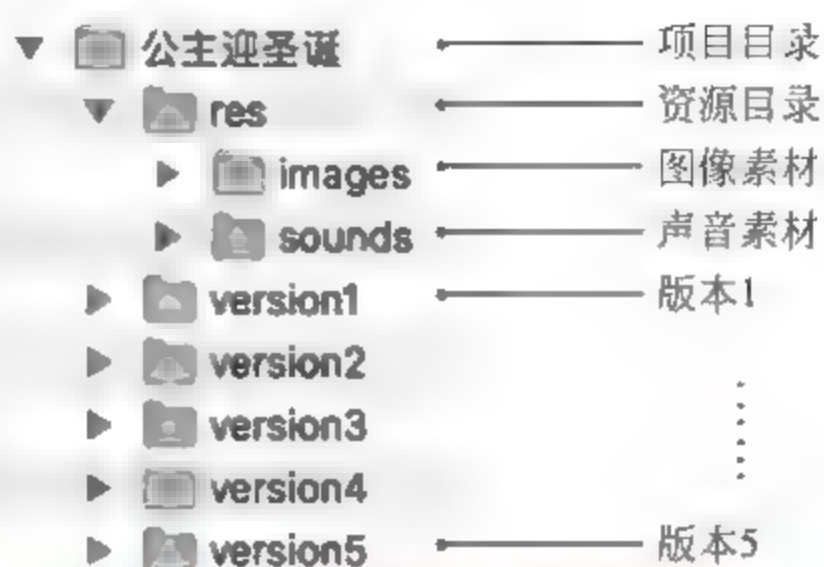 公主迎圣诞 项目目录
res 资源目录
images 图像素材
sounds 声音素材
version1 版本1
version2
version3
version4
version5 版本5